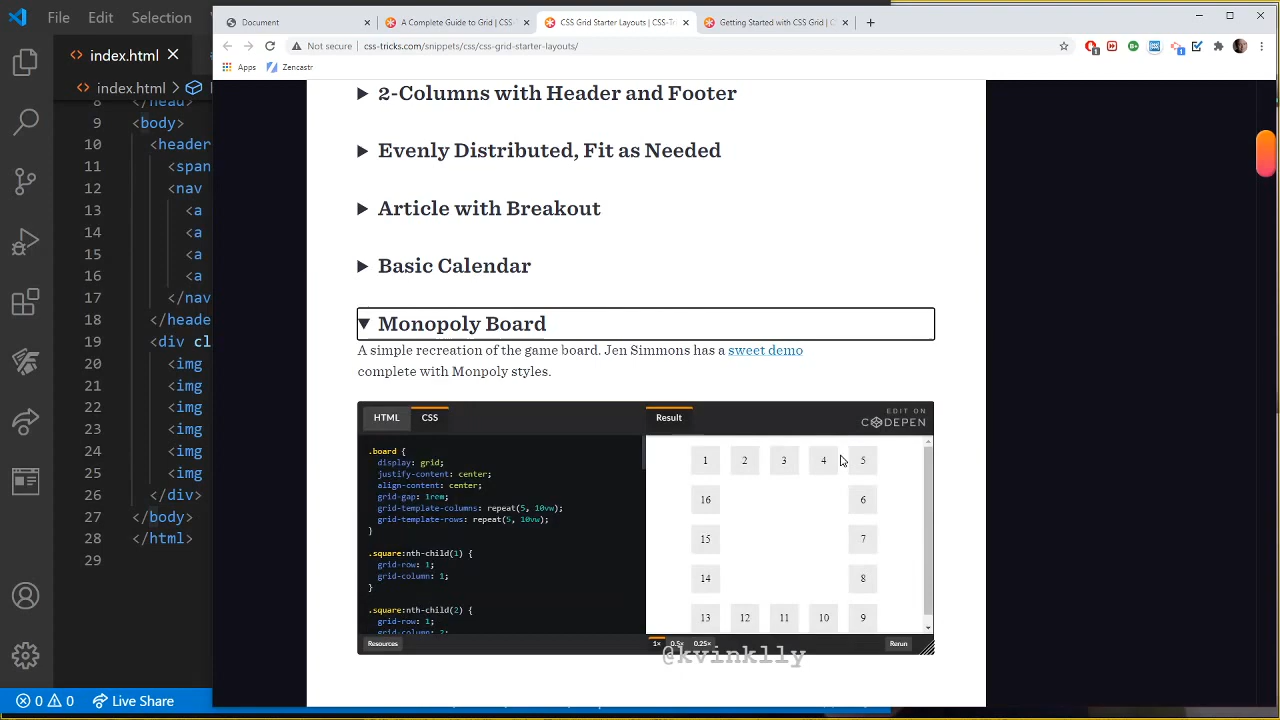 File Edit Selection
Document
A Complete Guide to Grid | CSS-
CSS Grid Starter Layouts | CSS-Tr
Getting Started with CSS Grid | C
index.html
Not secure | css-tricks.com/snippets/css/css-grid-starter-layouts/
Apps Zencastr
index.html
8 </head>
9 <body>
10 <header
11 <span
12 <nav
13 <a
14 <a
15 <a
16 <a
17 </nav
18 </heade
19 <div cl
20 <img
21 <img
22 <img
23 <img
24 <img
25 <img
26 </div>
27 </body>
28 </html>
29
2-Columns with Header and Footer
Evenly Distributed, Fit as Needed
Article with Breakout
Basic Calendar
Monopoly Board
A simple recreation of the game board. Jen Simmons has a sweet demo
complete with Monpoly styles.
HTML CSS Result
EDIT ON
CODEPEN
.board {
display: grid;
justify-content: center;
align-content: center;
grid-gap: 1rem;
grid-template-columns: repeat(5, 10vw);
grid-template-rows: repeat(5, 10vw);
}
.square:nth-child(1) {
grid-row: 1;
grid-column: 1;
}
.square:nth-child(2) {
grid-row: 1;
grid-column: 2;
1 2 3 4 5
16 6
15 7
14 8
13 12 11 10 9
Resources 1× 0.5× 0.25× Rerun
@kvinklly
0 0 Live Share